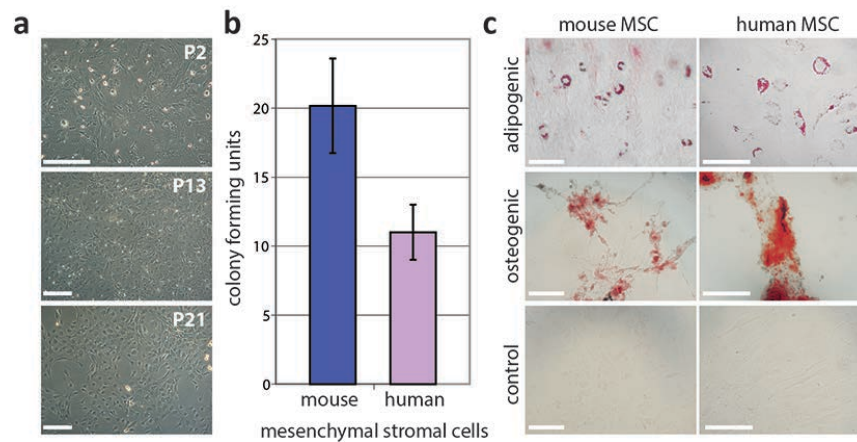 a
P2
P13
P21
b
colony forming units
25
20
15
10
5
0
mouse human
mesenchymal stromal cells
c
mouse MSC human MSC
adipogenic
osteogenic
control